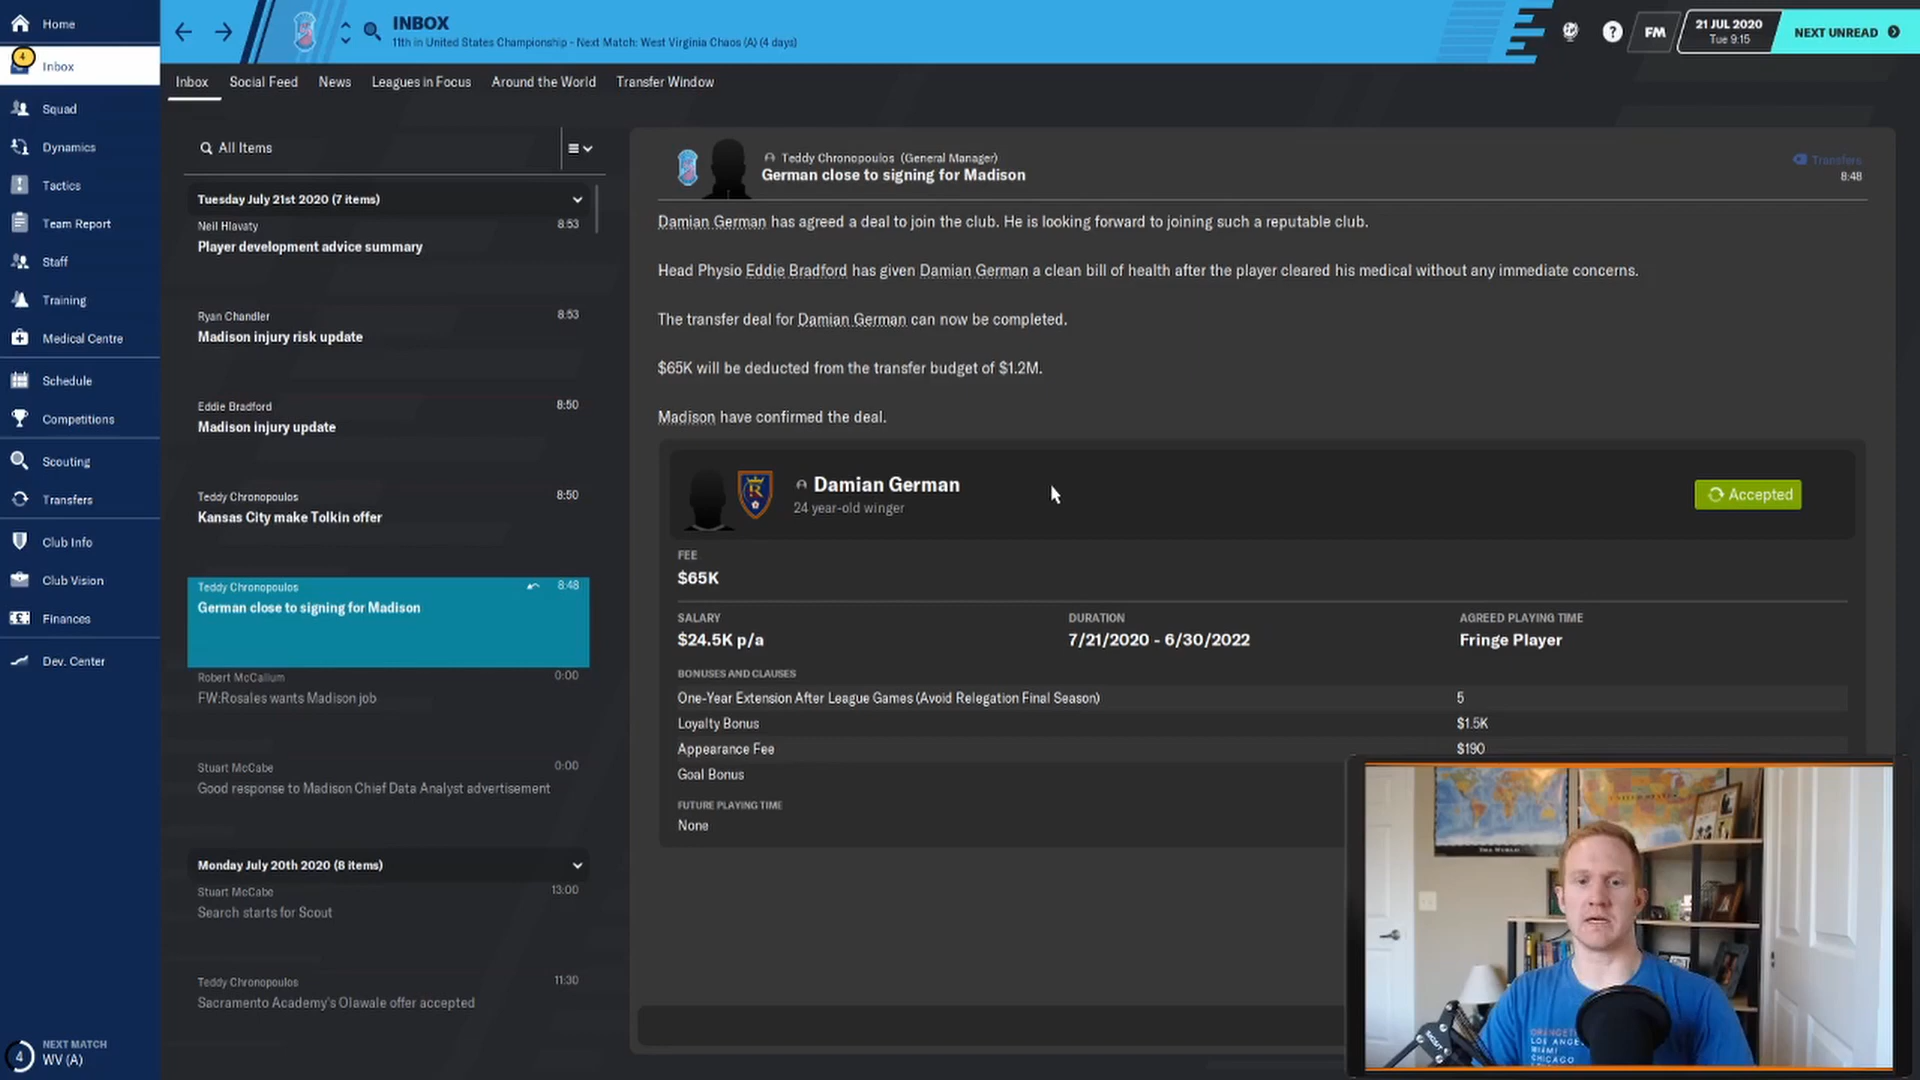 Home
4
Inbox
Squad
Dynamics
Tactics
Team Report
Staff
Training
Medical Centre
Schedule
Competitions
Scouting
Transfers
Club Info
Club Vision
Finances
Dev. Center
4
NEXT MATCH
WV (A)
INBOX
11th in United States Championship - Next Match: West Virginia Chaos (A) (4 days)
?
FM
21 JUL 2020
Tue 9:15
NEXT UNREAD
Inbox
Social Feed
News
Leagues in Focus
Around the World
Transfer Window
All Items
Tuesday July 21st 2020 (7 items)
Neil Hlavaty 8:53
Player development advice summary
Ryan Chandler 8:53
Madison injury risk update
Eddie Bradford 8:50
Madison injury update
Teddy Chronopoulos 8:50
Kansas City make Tolkin offer
Teddy Chronopoulos 8:48
German close to signing for Madison
Robert McCallum 0:00
FW:Rosales wants Madison job
Stuart McCabe 0:00
Good response to Madison Chief Data Analyst advertisement
Monday July 20th 2020 (8 items)
Stuart McCabe 13:00
Search starts for Scout
Teddy Chronopoulos 11:30
Sacramento Academy's Olawale offer accepted
Teddy Chronopoulos (General Manager)
German close to signing for Madison
Transfers
8:48
Damian German has agreed a deal to join the club. He is looking forward to joining such a reputable club.
Head Physio Eddie Bradford has given Damian German a clean bill of health after the player cleared his medical without any immediate concerns.
The transfer deal for Damian German can now be completed.
$65K will be deducted from the transfer budget of $1.2M.
Madison have confirmed the deal.
Damian German
24 year-old winger
Accepted
FEE
$65K
SALARY
$24.5K p/a
DURATION
7/21/2020 - 6/30/2022
AGREED PLAYING TIME
Fringe Player
BONUSES AND CLAUSES
One-Year Extension After League Games (Avoid Relegation Final Season) 5
Loyalty Bonus $1.5K
Appearance Fee $190
Goal Bonus
FUTURE PLAYING TIME
None
THE WORLD
UNITED STATES
LOS ANGE
MIAMI
CHICAGO